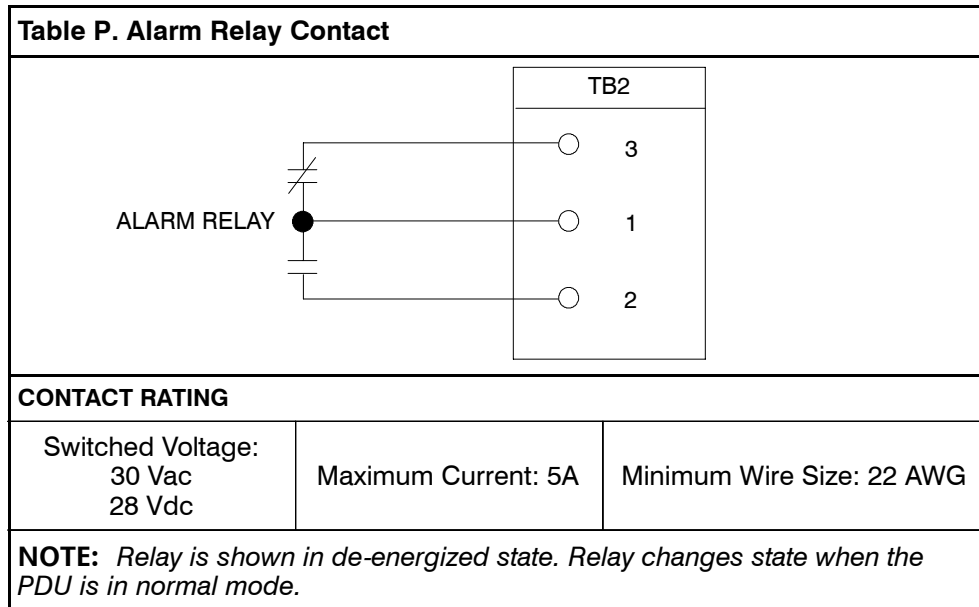 Table P. Alarm Relay Contact
TB2
3
ALARM RELAY
1
2
CONTACT RATING
Switched Voltage:
30 Vac
28 Vdc
Maximum Current: 5A
Minimum Wire Size: 22 AWG
NOTE: Relay is shown in de-energized state. Relay changes state when the
PDU is in normal mode.